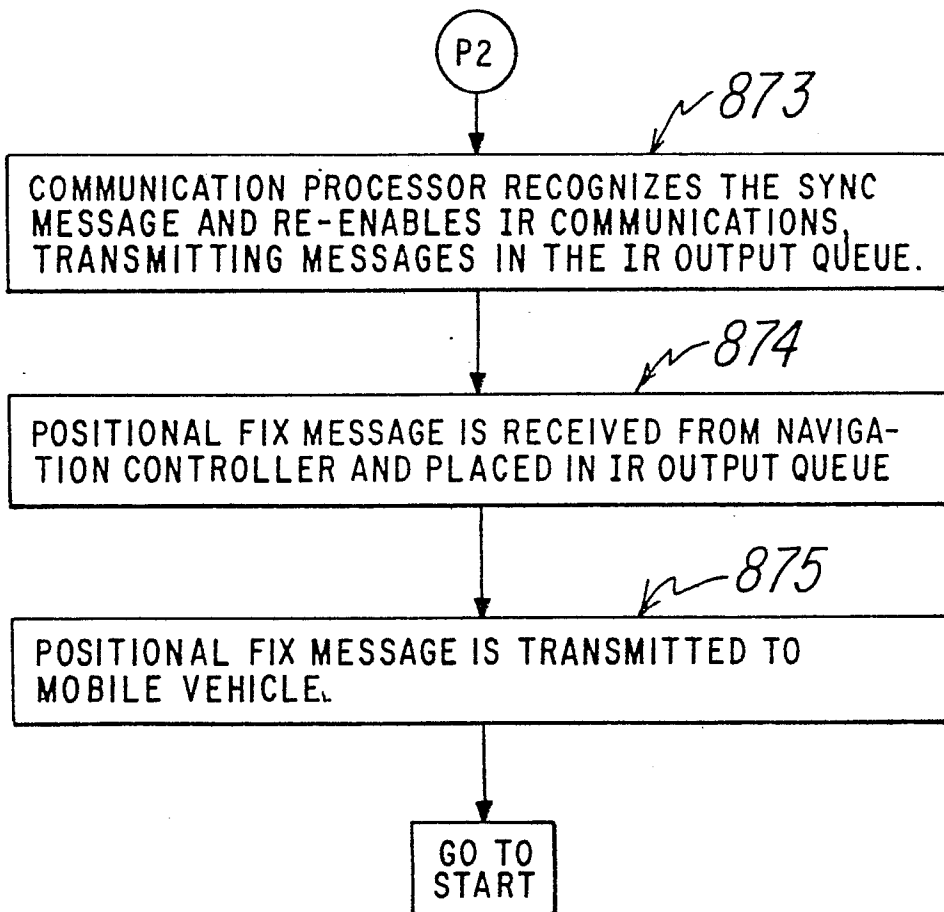 P2
873
COMMUNICATION PROCESSOR RECOGNIZES THE SYNC
MESSAGE AND RE-ENABLES IR COMMUNICATIONS,
TRANSMITTING MESSAGES IN THE IR OUTPUT QUEUE.
874
POSITIONAL FIX MESSAGE IS RECEIVED FROM NAVIGA-
TION CONTROLLER AND PLACED IN IR OUTPUT QUEUE
875
POSITIONAL FIX MESSAGE IS TRANSMITTED TO
MOBILE VEHICLE.
GO TO
START